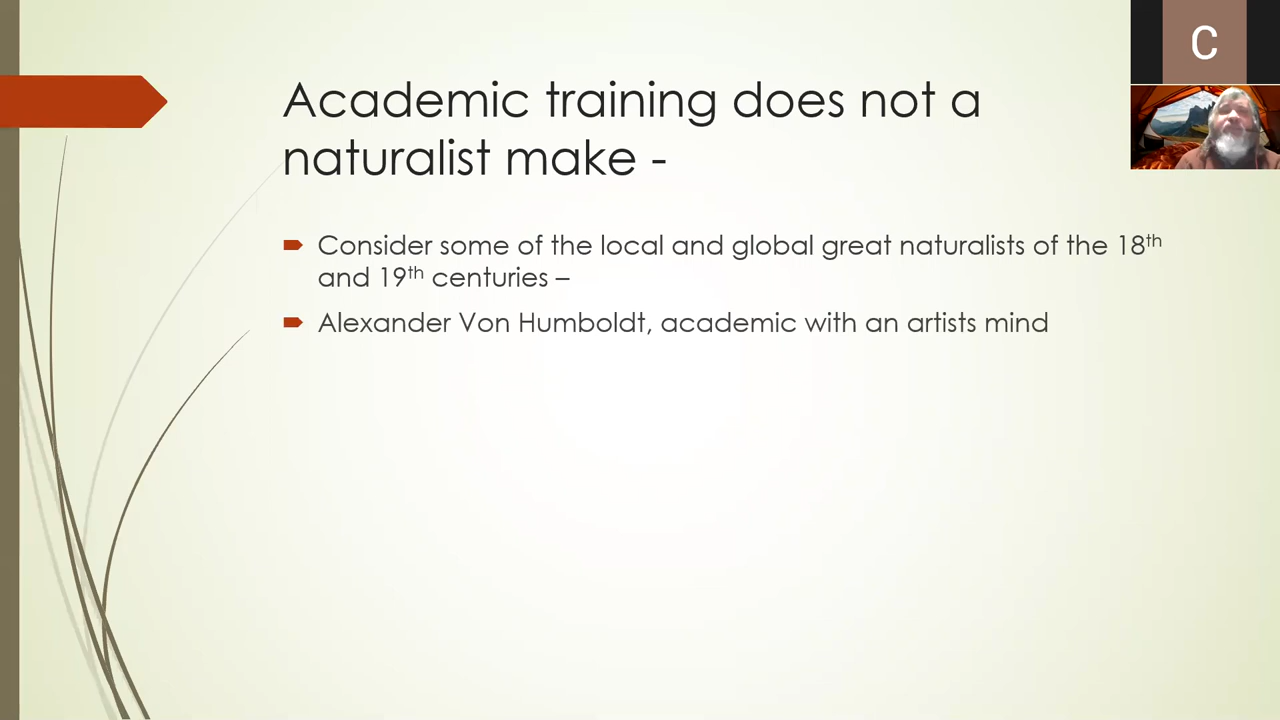 Academic training does not a
naturalist make -
Consider some of the local and global great naturalists of the 18th
and 19th centuries –
Alexander Von Humboldt, academic with an artists mind
C